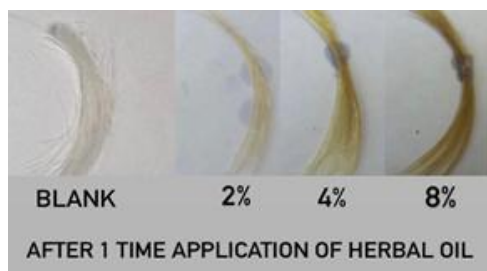 BLANK 2% 4% 8%
AFTER 1 TIME APPLICATION OF HERBAL OIL